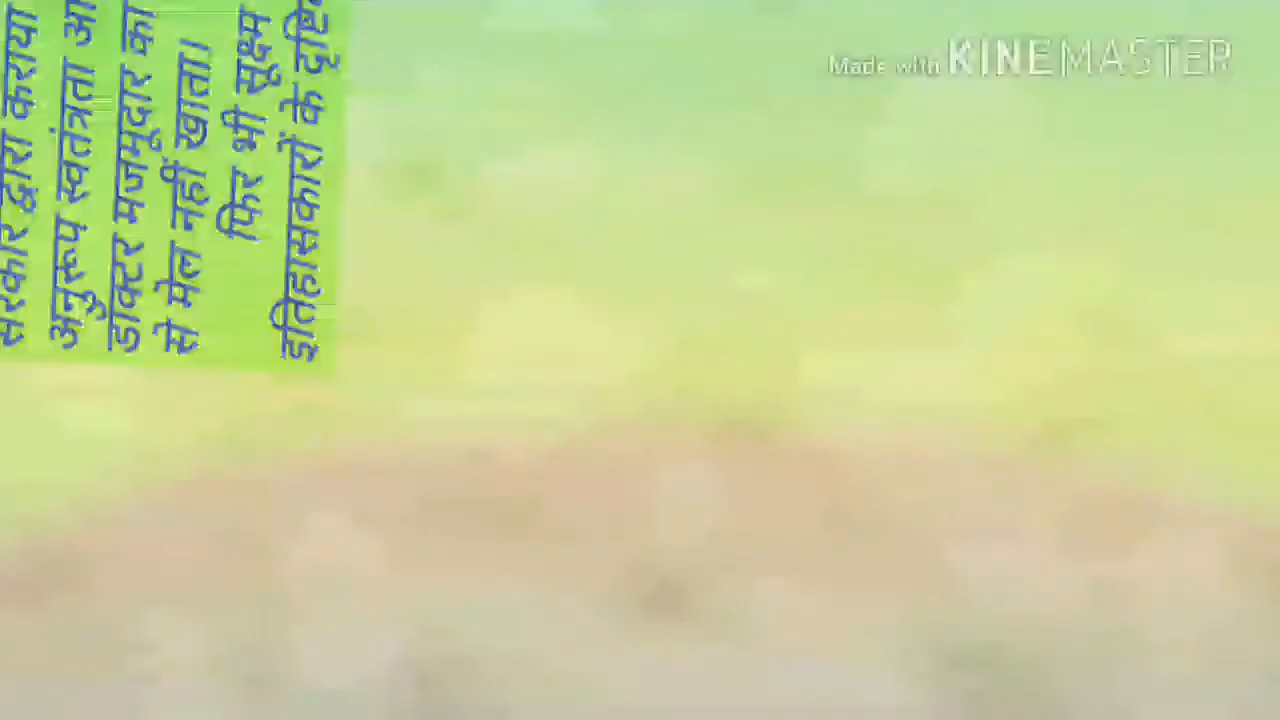 सरकार द्वारा कराया
अनुरूप स्वतंत्रता आ
डॉक्टर मजमूदार का
से मेल नहीं खाता।
फिर भी सूक्ष्म
इतिहासकारों के दृष्टि
Made with KINEMASTER